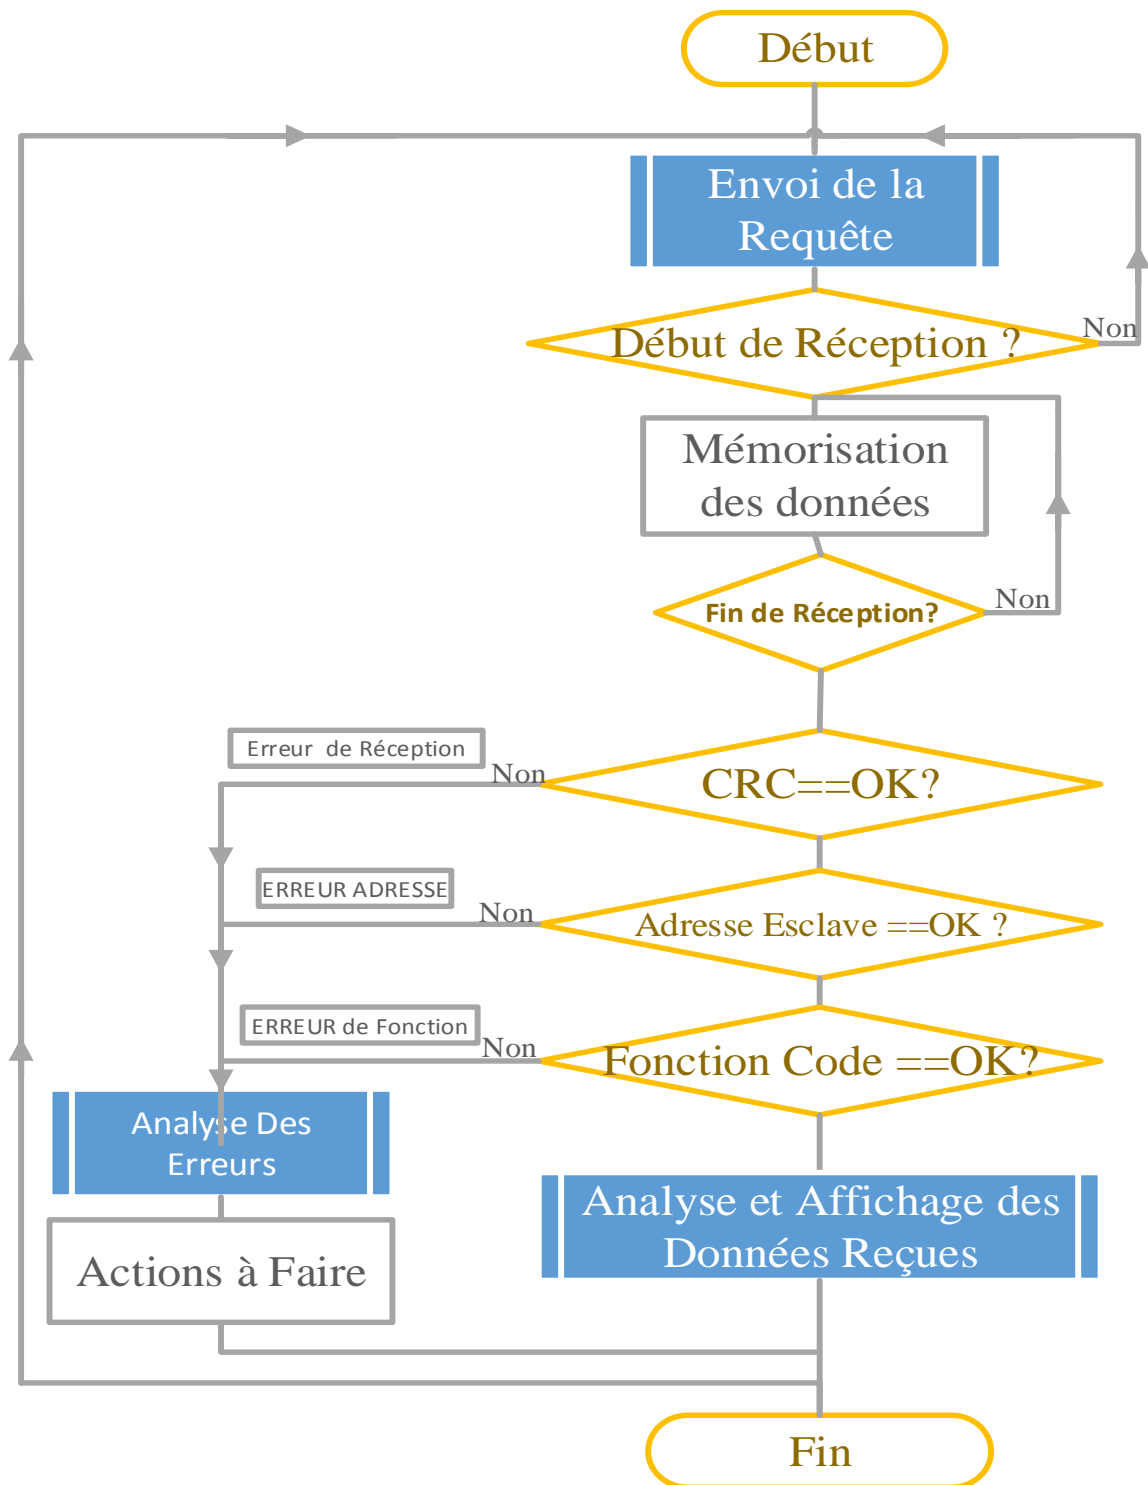 Début
Envoi de la
Requête
Début de Réception ?
Non
Mémorisation
des données
Fin de Réception?
Non
Erreur de Réception
Non
CRC==OK?
ERREUR ADRESSE
Non
Adresse Esclave ==OK ?
ERREUR de Fonction
Non
Fonction Code ==OK?
Analyse Des
Erreurs
Analyse et Affichage des
Données Reçues
Actions à Faire
Fin